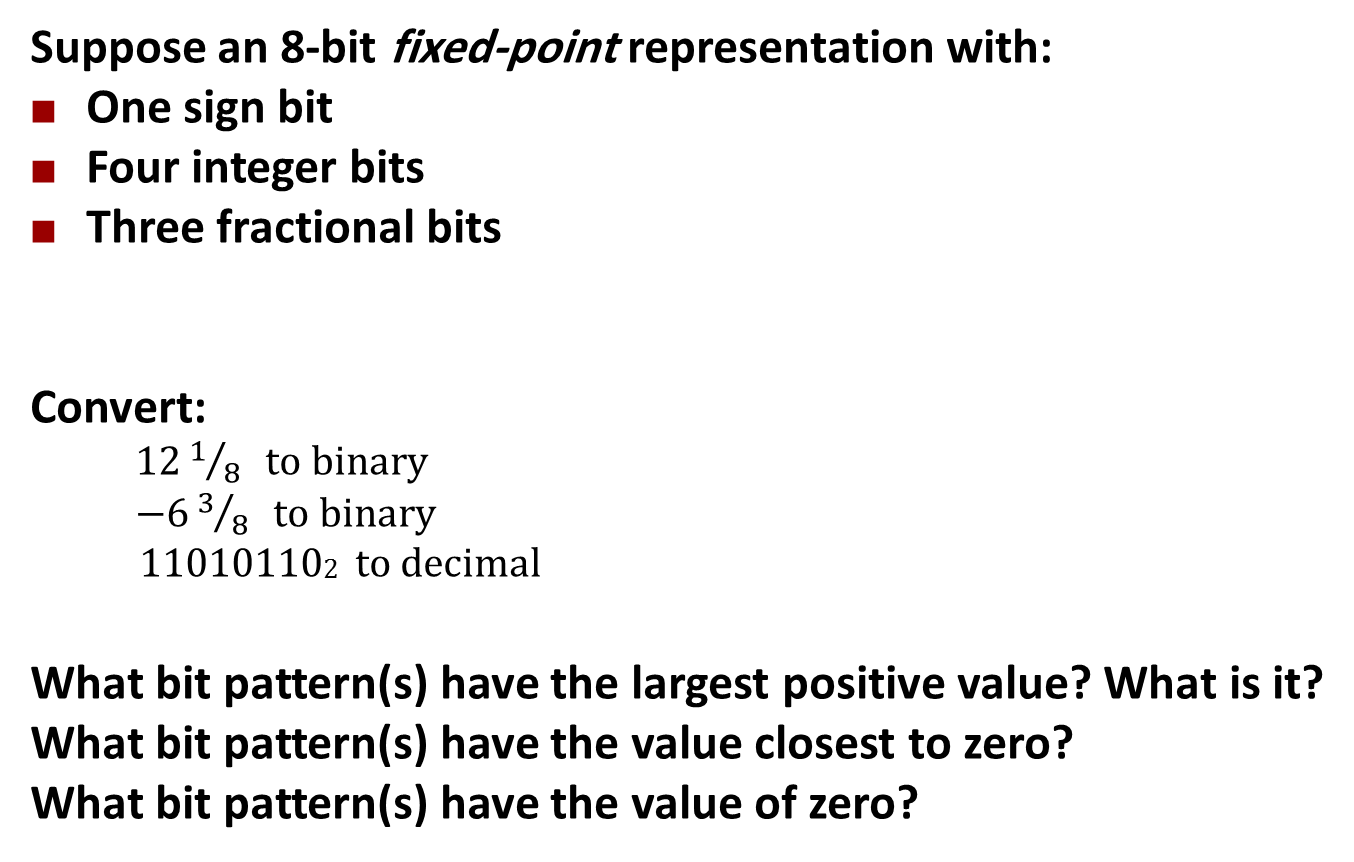 Suppose an 8-bit fixed-point representation with:
■ One sign bit
■ Four integer bits
■ Three fractional bits
Convert:
12 1/8 to binary
−6 3/8 to binary
11010110₂ to decimal
What bit pattern(s) have the largest positive value? What is it?
What bit pattern(s) have the value closest to zero?
What bit pattern(s) have the value of zero?